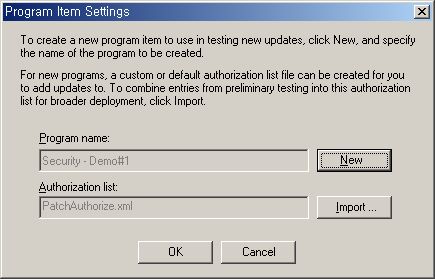 Program Item Settings
To create a new program item to use in testing new updates, click New, and specify
the name of the program to be created.
For new programs, a custom or default authorization list file can be created for you
to add updates to. To combine entries from preliminary testing into this authorization
list for broader deployment, click Import.
Program name:
Security - Demo#1
New
Authorization list:
PatchAuthorize.xml
Import ...
OK
Cancel